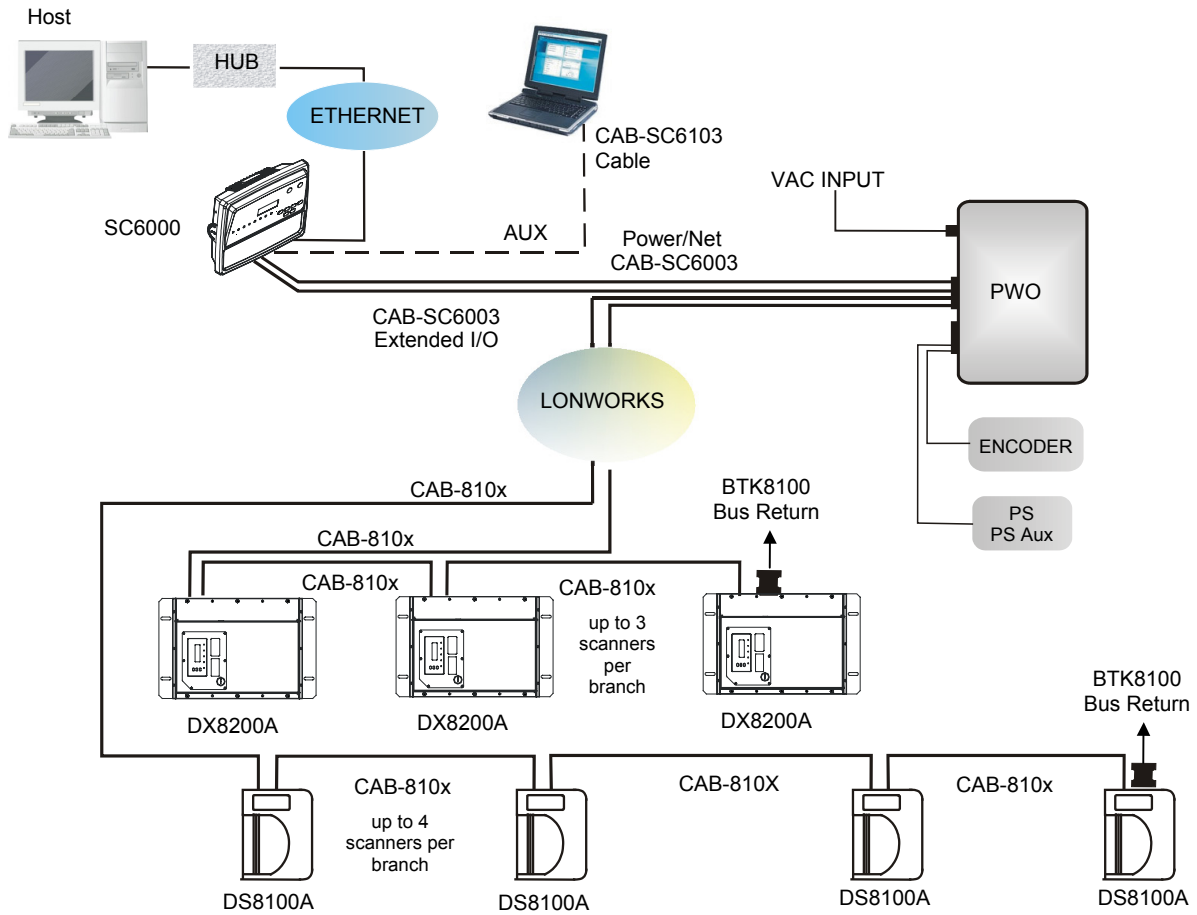 Host
HUB
ETHERNET
CAB-SC6103
Cable
VAC INPUT
SC6000
AUX
Power/Net
CAB-SC6003
PWO
CAB-SC6003
Extended I/O
LONWORKS
ENCODER
CAB-810x
BTK8100
Bus Return
PS
PS Aux
CAB-810x
CAB-810x
CAB-810x
up to 3
scanners
per
branch
DX8200A
DX8200A
DX8200A
BTK8100
Bus Return
CAB-810x
CAB-810X
CAB-810x
up to 4
scanners per
branch
DS8100A
DS8100A
DS8100A
DS8100A